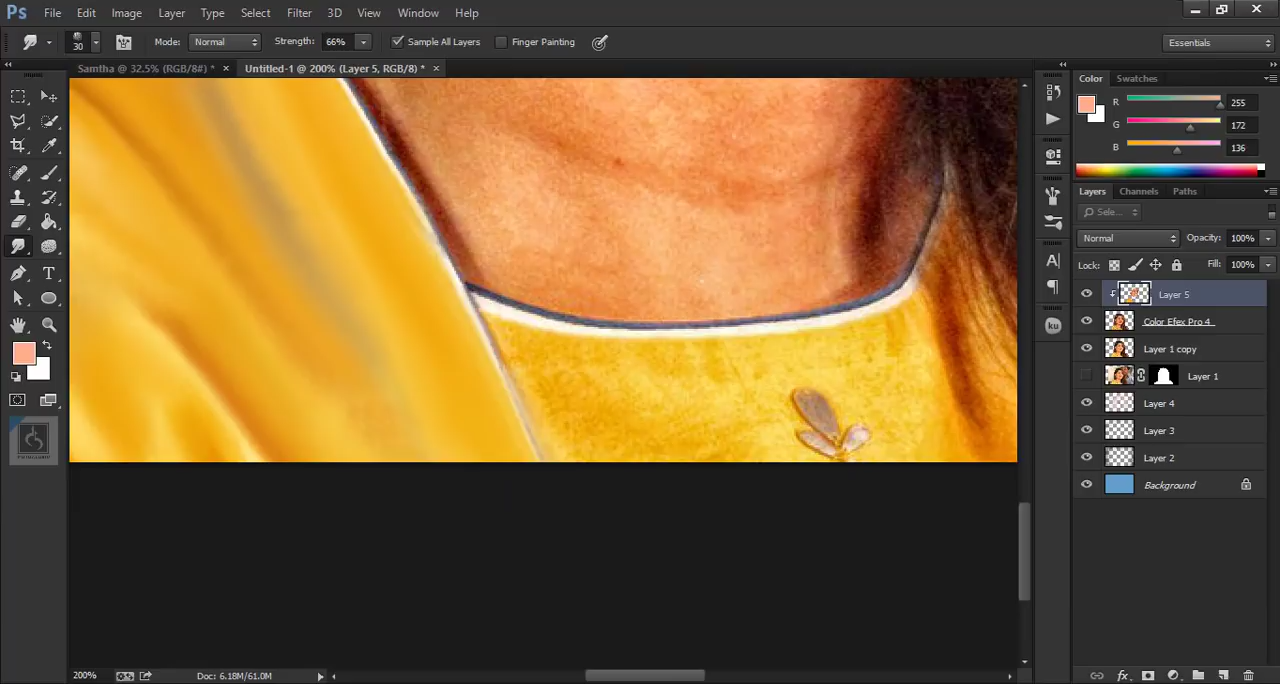 Ps File Edit Image Layer Type Select Filter 3D View Window Help
30 Mode: Normal Strength: 66% Sample All Layers Finger Painting Essentials
Samtha @ 32.5% (RGB/8#) * × Untitled-1 @ 200% (Layer 5, RGB/8) * ×
Color Swatches
R 255
G 172
B 136
Layers Channels Paths
Sele...
Normal Opacity: 100%
Lock: Fill: 100%
Layer 5
Color Efex Pro 4
Layer 1 copy
Layer 1
Layer 4
Layer 3
Layer 2
Background
ku
200% Doc: 6.18M/61.0M
fx